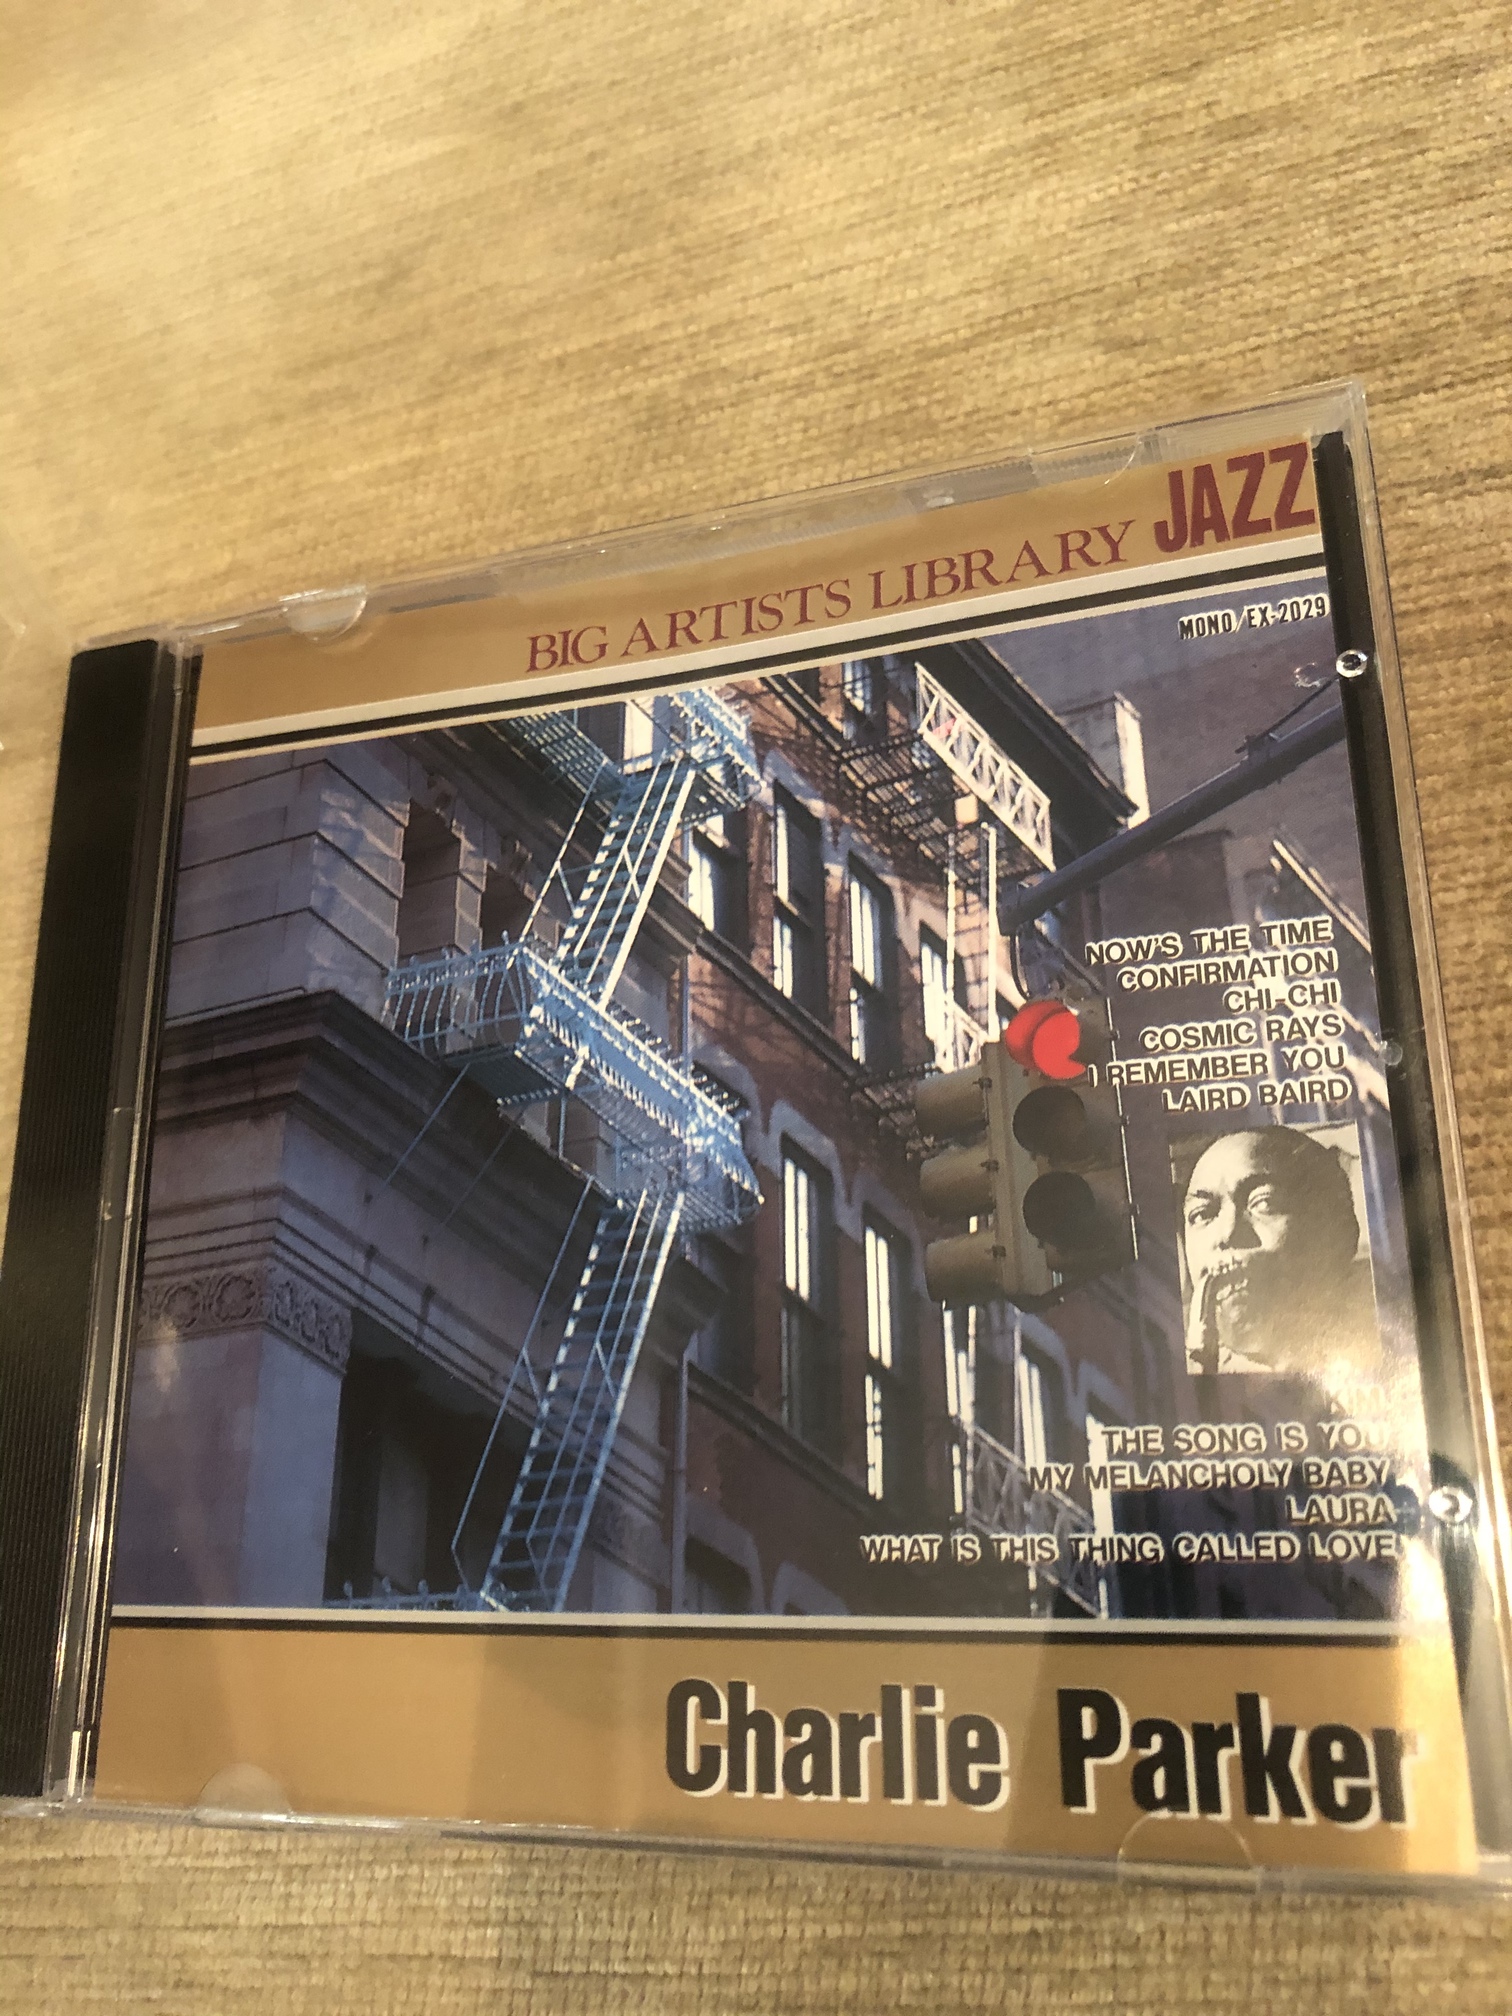 BIG ARTISTS LIBRARY JAZZ
MONO/EX-2029
NOW'S THE TIME
CONFIRMATION
CHI-CHI
COSMIC RAYS
I REMEMBER YOU
LAIRD BAIRD
KIM
THE SONG IS YOU
MY MELANCHOLY BABY
LAURA
WHAT IS THIS THING CALLED LOVE
Charlie Parker